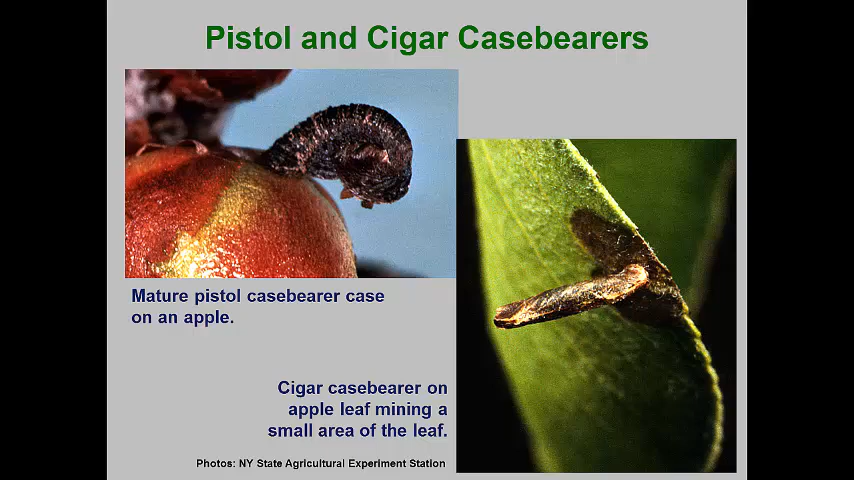 Pistol and Cigar Casebearers
Mature pistol casebearer case
on an apple.
Cigar casebearer on
apple leaf mining a
small area of the leaf.
Photos: NY State Agricultural Experiment Station